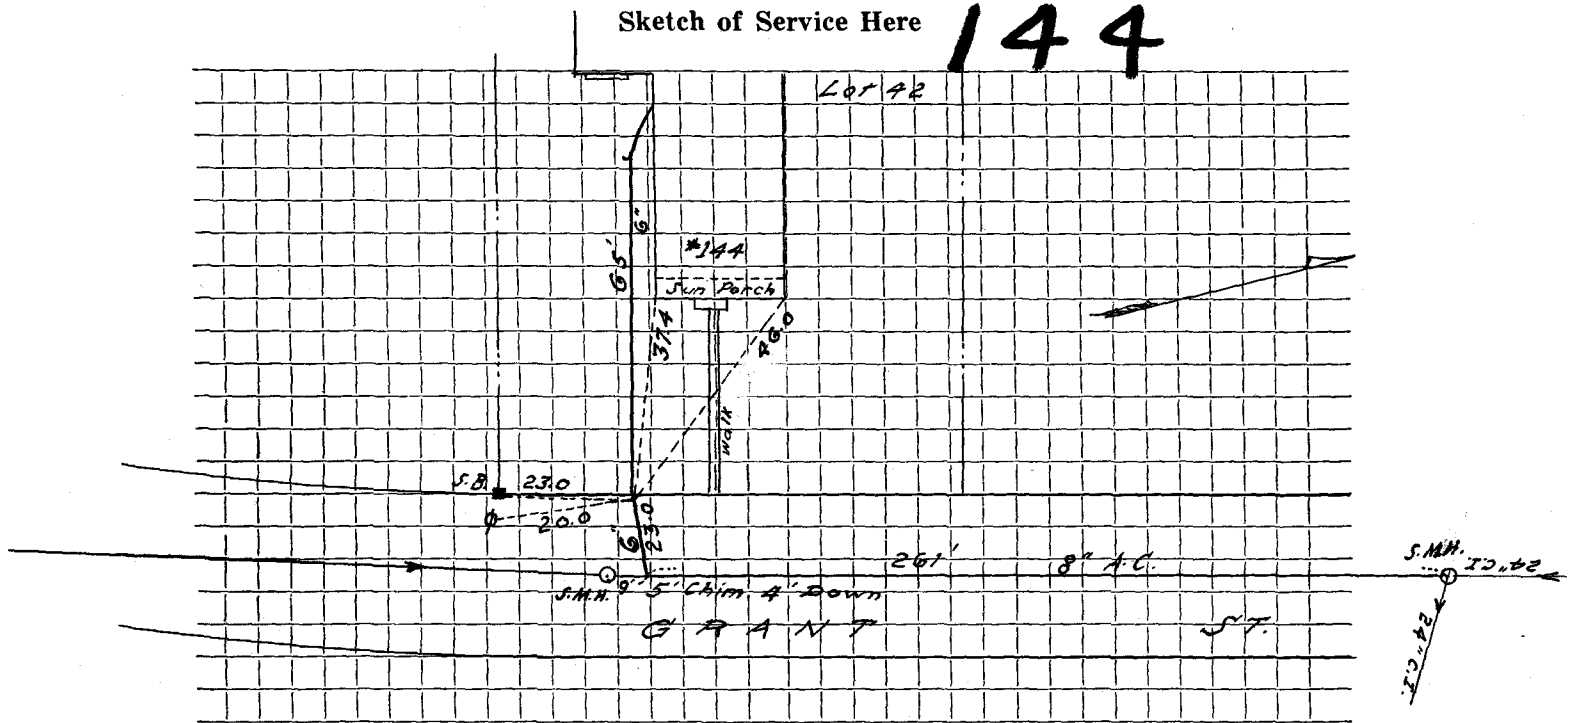 Sketch of Service Here
144
Lot 42
6"
65'
#144
Sun Porch
37.4
46.0
Walk
S.B. 23.0
20.0
6"
23.0
261'
8" A.C.
S.M.H.
24" C.I.
S.M.H. 9' 5' Chim 4' Down
GRANT ST.
24" C.I.